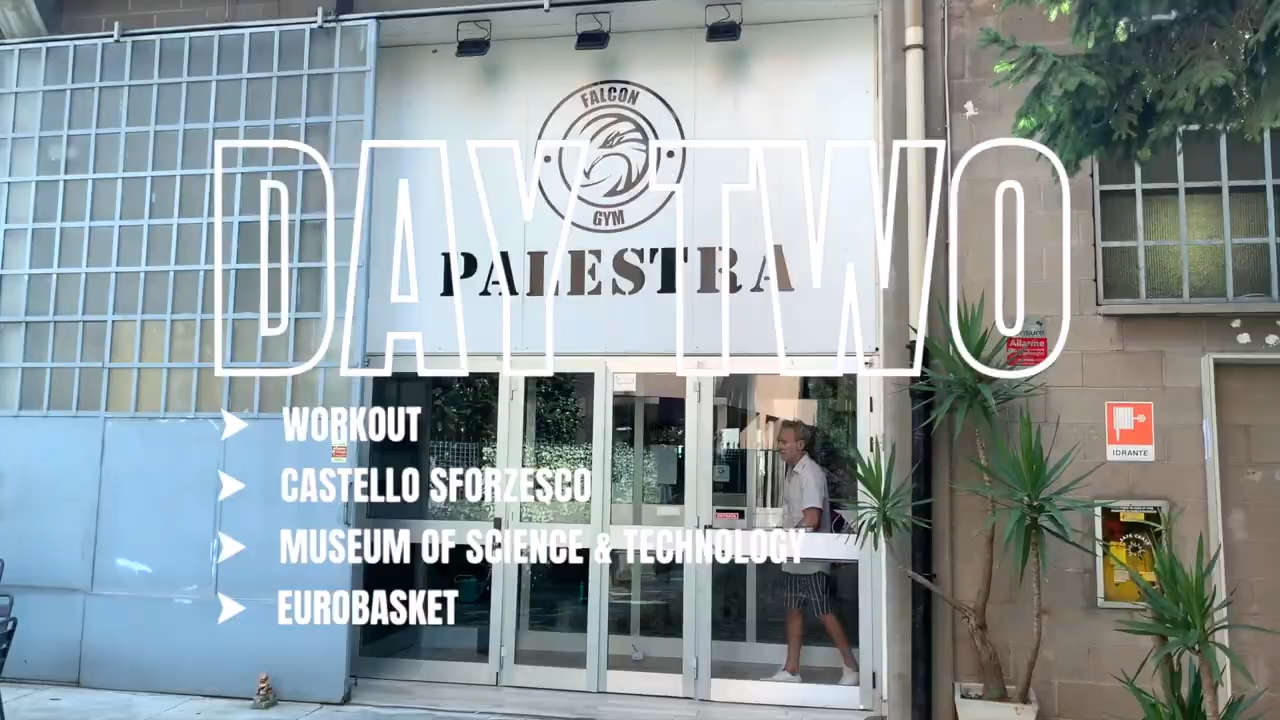 FALCON
GYM
DAY TWO
PALESTRA
Allarme
WORKOUT
IDRANTE
CASTELLO SFORZESCO
MUSEUM OF SCIENCE & TECHNOLOGY
EUROBASKET